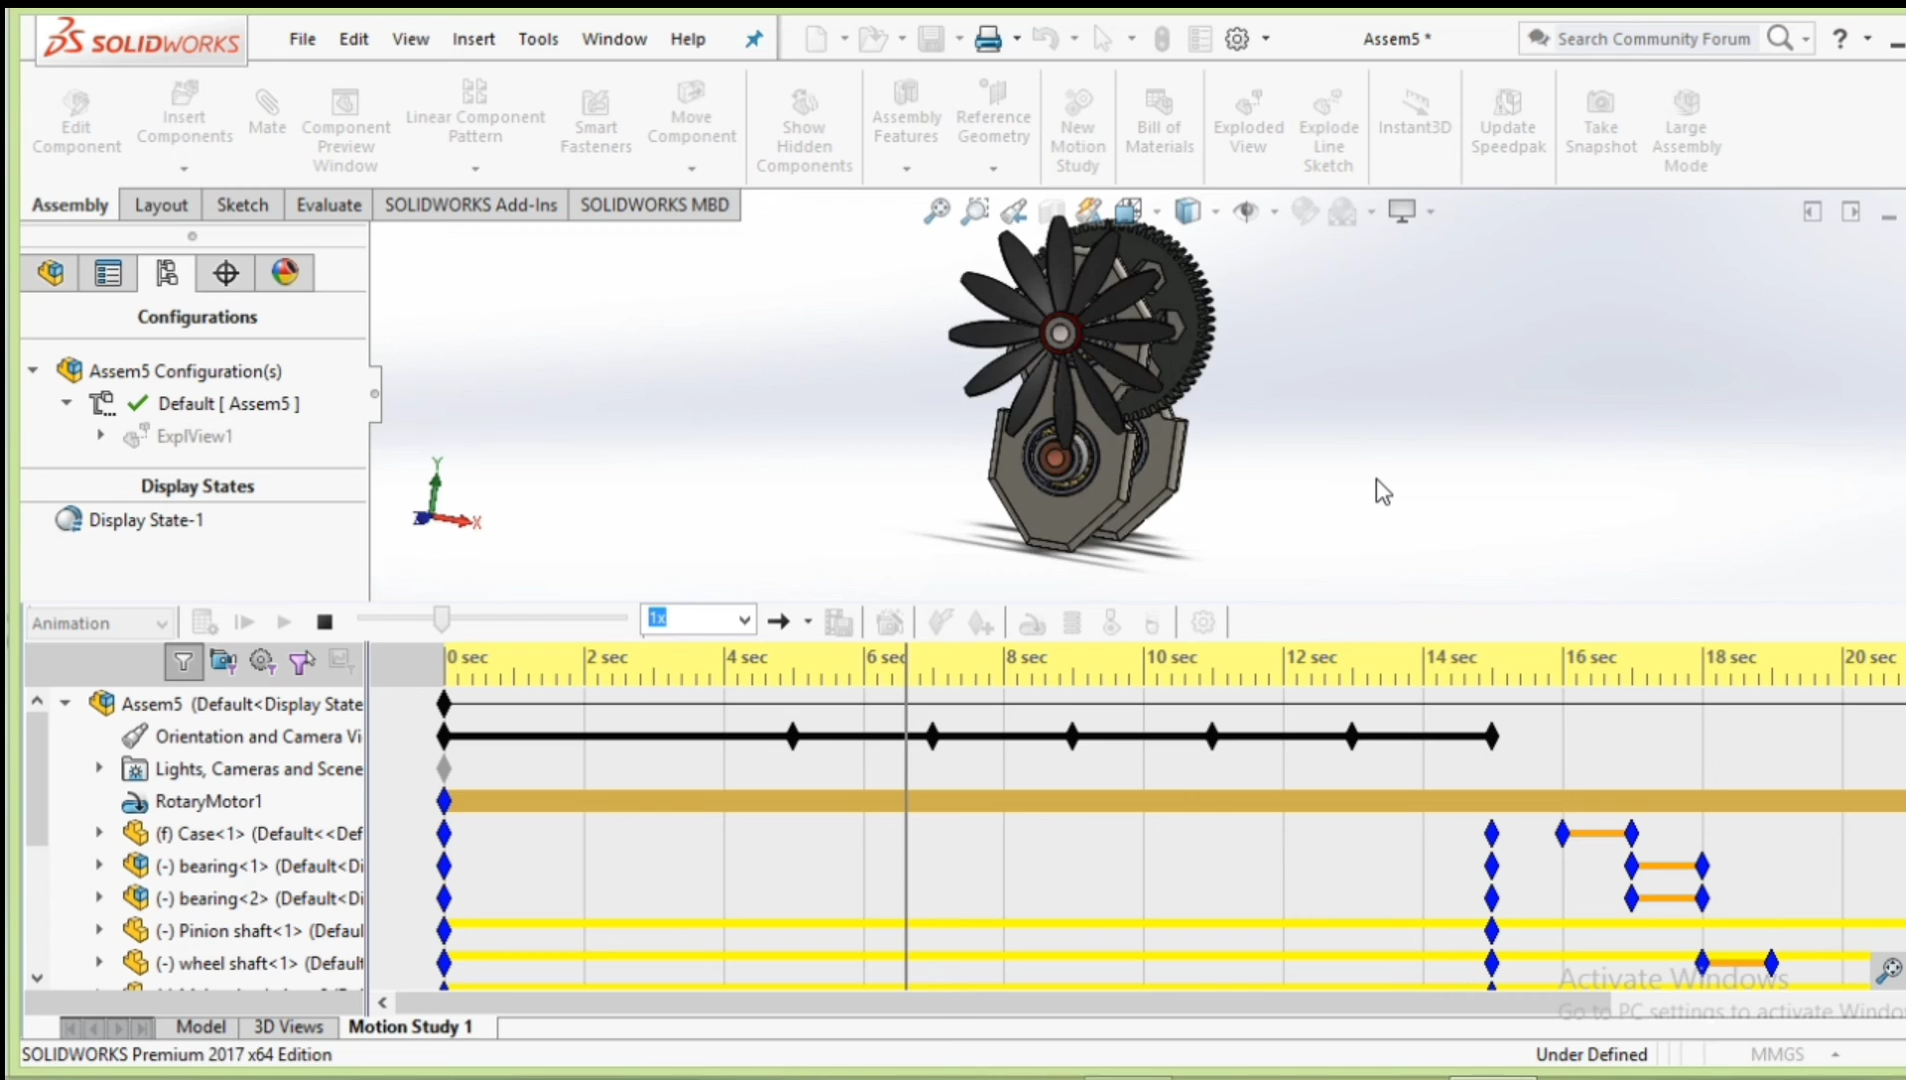 SOLIDWORKS File Edit View Insert Tools Window Help Assem5 * Search Community Forum ?
Edit Component
Insert Components
Mate
Component Preview Window
Linear Component Pattern
Smart Fasteners
Move Component
Show Hidden Components
Assembly Features
Reference Geometry
New Motion Study
Bill of Materials
Exploded View
Explode Line Sketch
Instant3D
Update Speedpak
Take Snapshot
Large Assembly Mode
Assembly Layout Sketch Evaluate SOLIDWORKS Add-Ins SOLIDWORKS MBD
Configurations
Assem5 Configuration(s)
Default [ Assem5 ]
ExplView1
Display States
Display State-1
Y
Z X
Animation 1x
0 sec 2 sec 4 sec 6 sec 8 sec 10 sec 12 sec 14 sec 16 sec 18 sec 20 sec
Assem5 (Default<Display State
Orientation and Camera Vi
Lights, Cameras and Scene
RotaryMotor1
(f) Case<1> (Default<<Def
(-) bearing<1> (Default<Di
(-) bearing<2> (Default<Di
(-) Pinion shaft<1> (Defaul
(-) wheel shaft<1> (Default
Activate Windows
Go to PC settings to activate Windo
Model 3D Views Motion Study 1
SOLIDWORKS Premium 2017 x64 Edition Under Defined MMGS